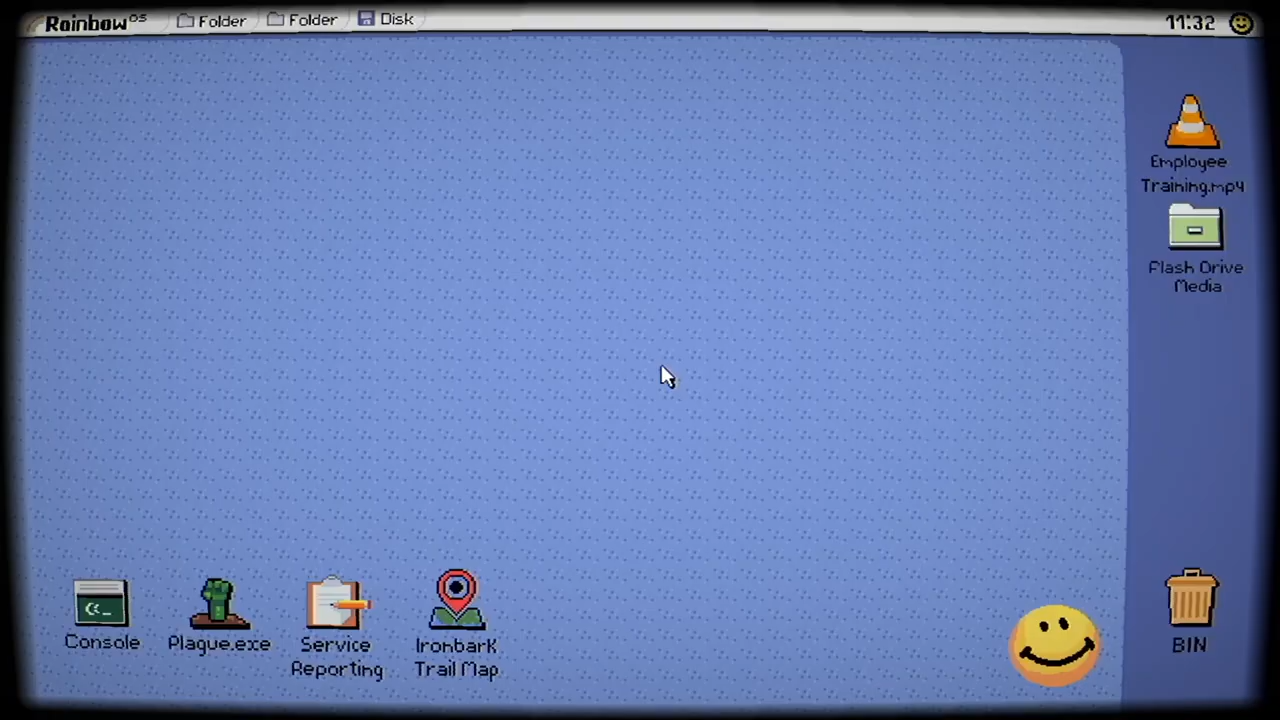 Rainbow OS
Folder
Folder
Disk
11:32
Employee
Training.mp4
Flash Drive
Media
Console
Plague.exe
Service
Reporting
Ironbark
Trail Map
BIN